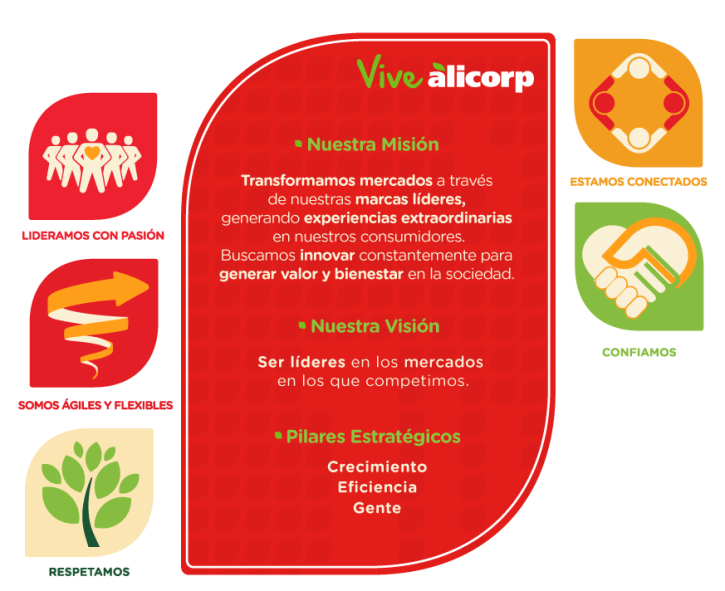 Vive alicorp
Nuestra Misión
Transformamos mercados a través
de nuestras marcas líderes,
generando experiencias extraordinarias
en nuestros consumidores.
Buscamos innovar constantemente para
generar valor y bienestar en la sociedad.
Nuestra Visión
Ser líderes en los mercados
en los que competimos.
Pilares Estratégicos
Crecimiento
Eficiencia
Gente
LIDERAMOS CON PASIÓN
SOMOS ÁGILES Y FLEXIBLES
RESPETAMOS
ESTAMOS CONECTADOS
CONFIAMOS